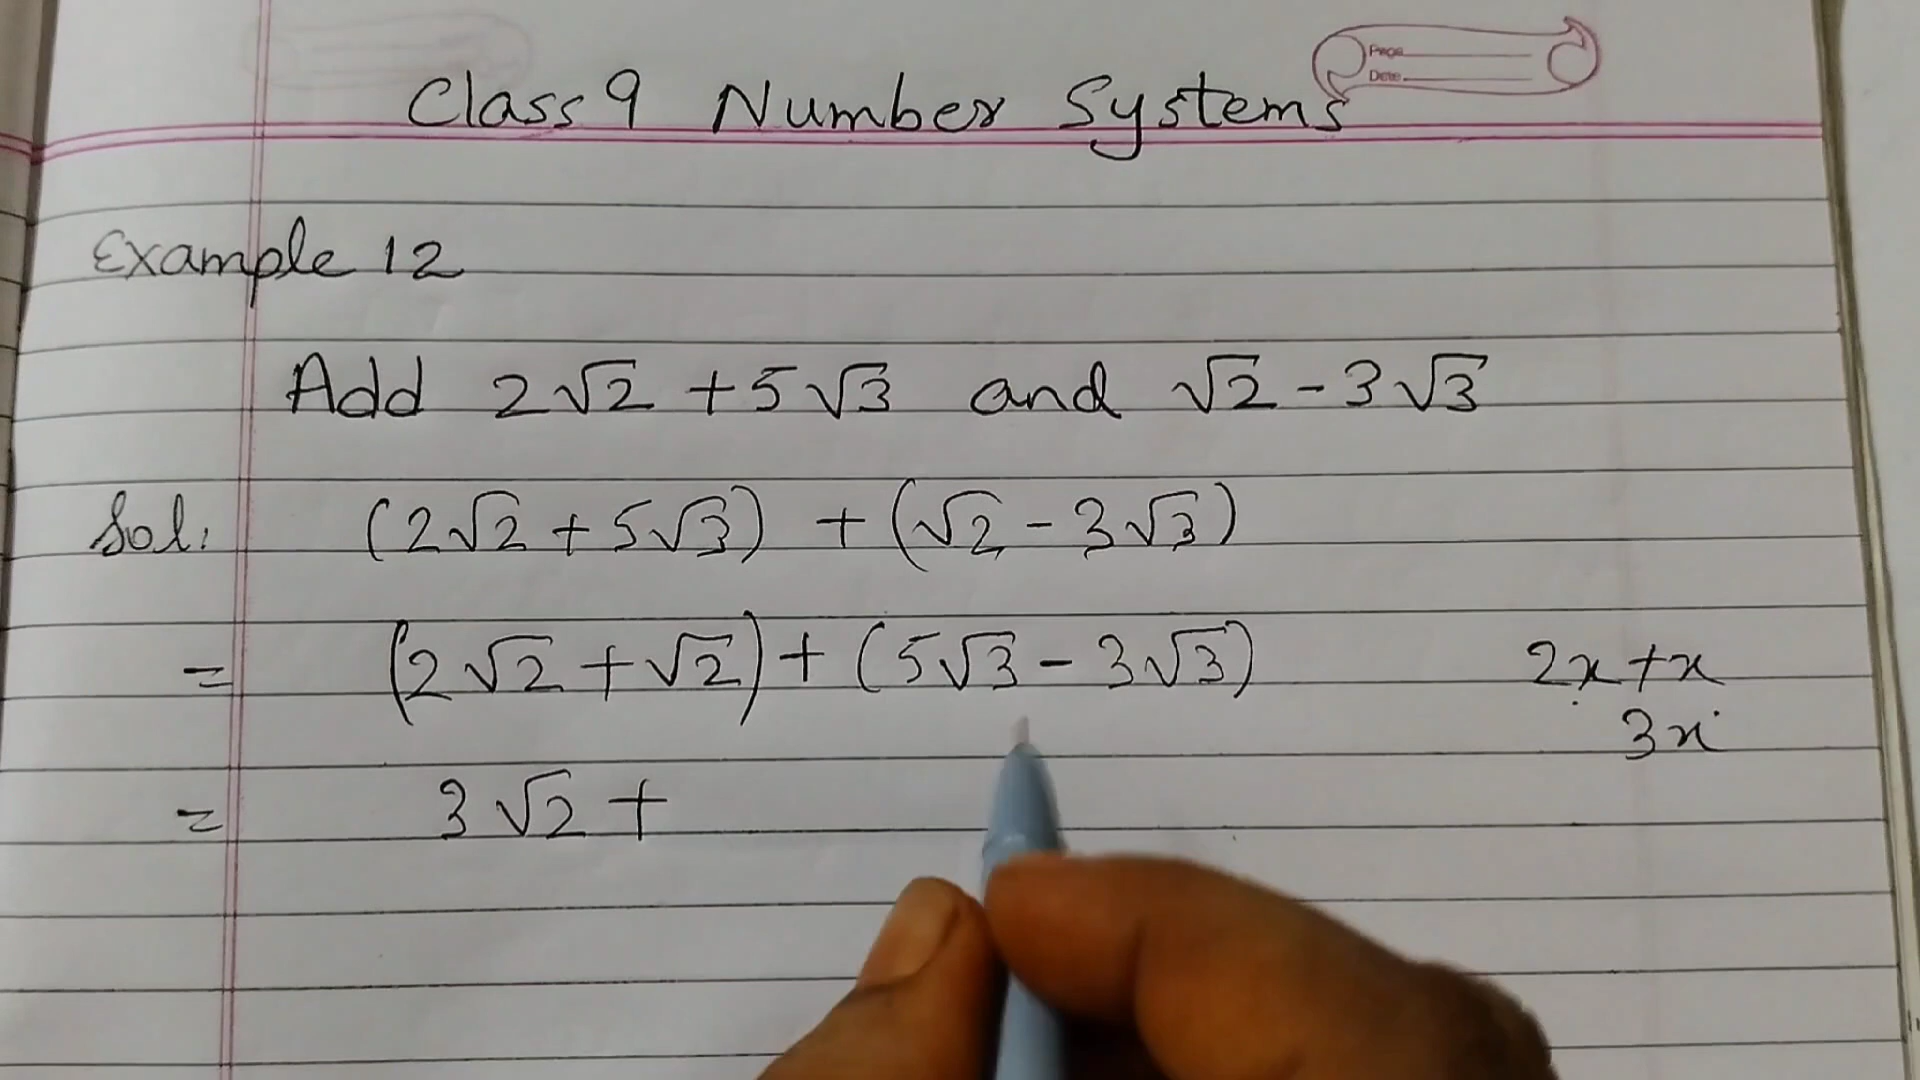 Page
Date
Class 9 Number Systems
Example 12
Add 2√2 + 5√3 and √2 - 3√3
Sol. (2√2 + 5√3) + (√2 - 3√3)
= (2√2 + √2) + (5√3 - 3√3)
2x + x
3x
= 3√2 +